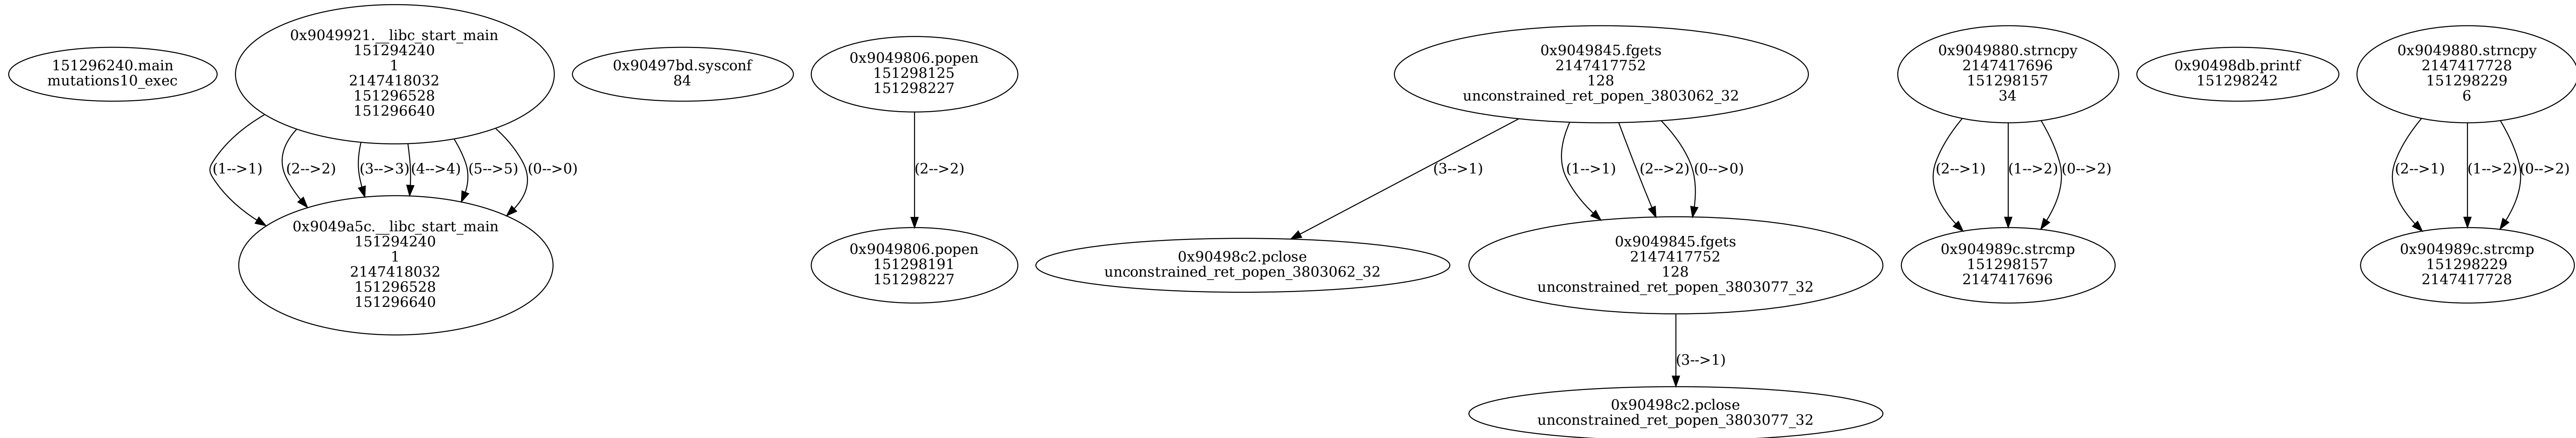 151296240.main
mutations10_exec
0x9049921.__libc_start_main
151294240
1
2147418032
151296528
151296640
0x90497bd.sysconf
84
0x9049806.popen
151298125
151298227
0x9049845.fgets
2147417752
128
unconstrained_ret_popen_3803062_32
0x9049880.strncpy
2147417696
151298157
34
0x90498db.printf
151298242
0x9049880.strncpy
2147417728
151298229
6
(1-->1)
(2-->2)
(3-->3)
(4-->4)
(5-->5)
(0-->0)
(2-->2)
(3-->1)
(1-->1)
(2-->2)
(0-->0)
(2-->1)
(1-->2)
(0-->2)
(2-->1)
(1-->2)
(0-->2)
0x9049a5c.__libc_start_main
151294240
1
2147418032
151296528
151296640
0x9049806.popen
151298191
151298227
0x90498c2.pclose
unconstrained_ret_popen_3803062_32
0x9049845.fgets
2147417752
128
unconstrained_ret_popen_3803077_32
0x904989c.strcmp
151298157
2147417696
0x904989c.strcmp
151298229
2147417728
(3-->1)
0x90498c2.pclose
unconstrained_ret_popen_3803077_32